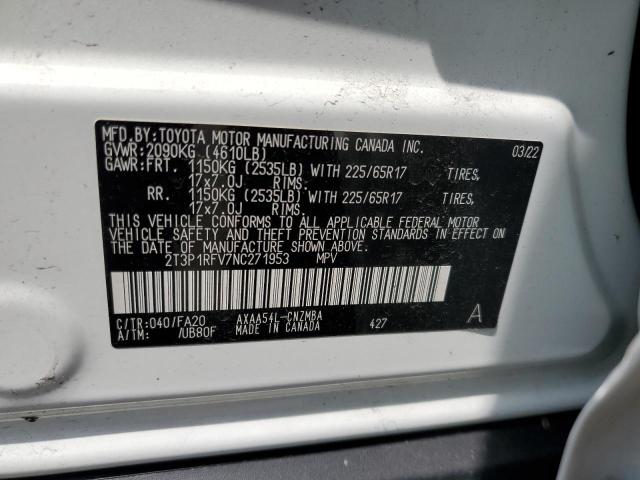 MFD.BY:TOYOTA MOTOR MANUFACTURING CANADA INC. 03/22
GVWR:2090KG (4610LB)
GAWR:FRT. 1150KG (2535LB) WITH 225/65R17 TIRES,
17x7.0J RIMS.
RR. 1150KG (2535LB) WITH 225/65R17 TIRES,
17x7.0J RIMS.
THIS VEHICLE CONFORMS TO ALL APPLICABLE FEDERAL MOTOR
VEHICLE SAFETY AND THEFT PREVENTION STANDARDS IN EFFECT
ON THE DATE OF MANUFACTURE SHOWN ABOVE.
2T3P1RFV7NC271953 MPV
C/TR:040/FA20 AXAA54L-CNZMBA A
A/TM: /UB80F MADE IN CANADA 427